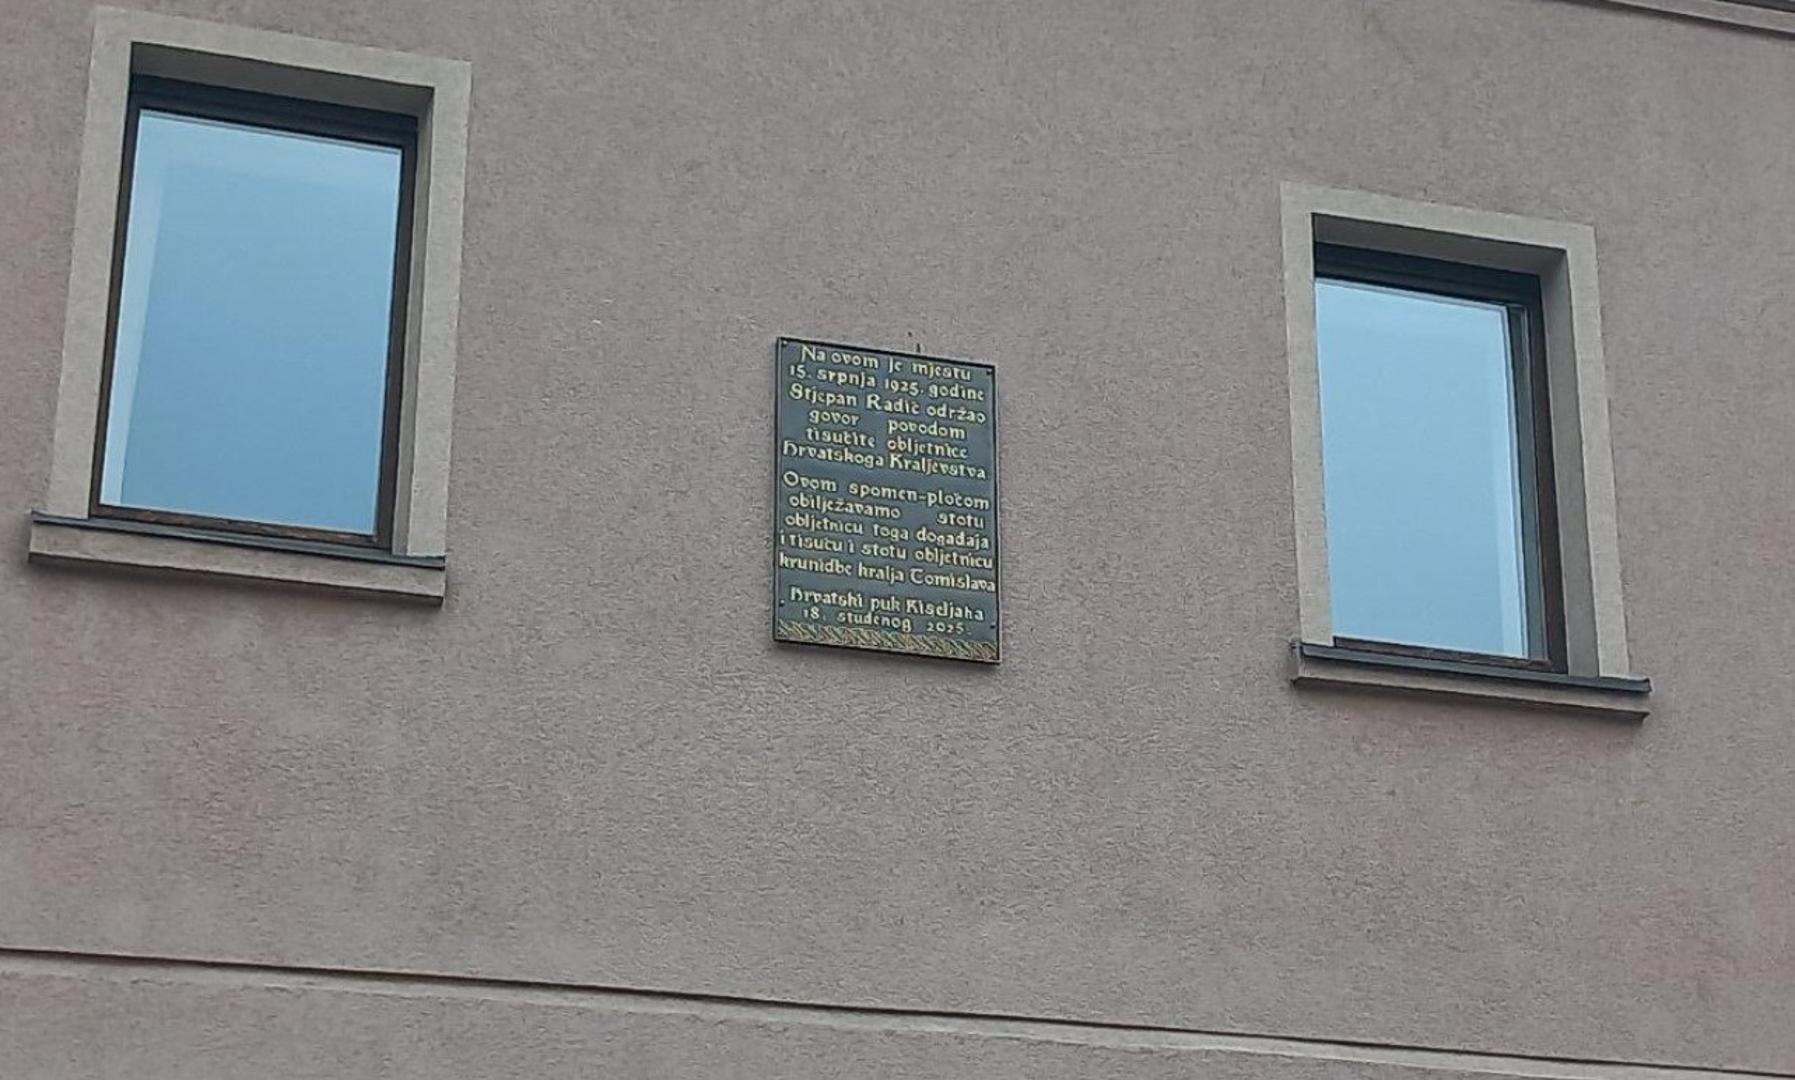 Na ovom je mjestu
15. srpnja 1925. godine
Stjepan Radić održao
govor povodom
tisućite obljetnice
Hrvatskoga Kraljevstva
Ovom spomen-pločom
obilježavamo stotu
obljetnicu toga događaja
i tisuću i stotu obljetnicu
krunidbe kralja Tomislava
Hrvatski puk Kiseljaka
18. studenog 2025.